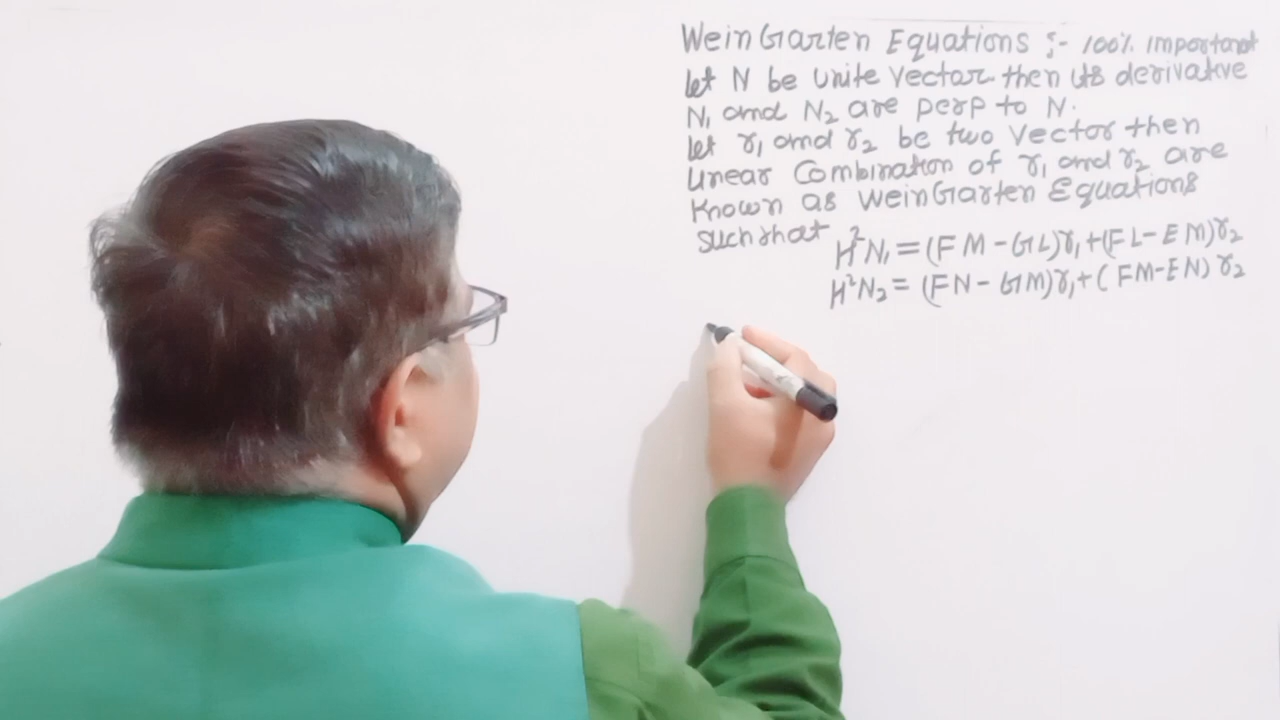 WeinGarten Equations :- 100% important
let N be unite vector then its derivative
N₁ and N₂ are perp to N.
let r₁ and r₂ be two vector then
linear Combination of r₁ and r₂ are
Known as WeinGarten Equations
such that
H²N₁ = (FM - GL)r₁ + (FL - EM)r₂
H²N₂ = (FN - GM)r₁ + (FM - EN)r₂